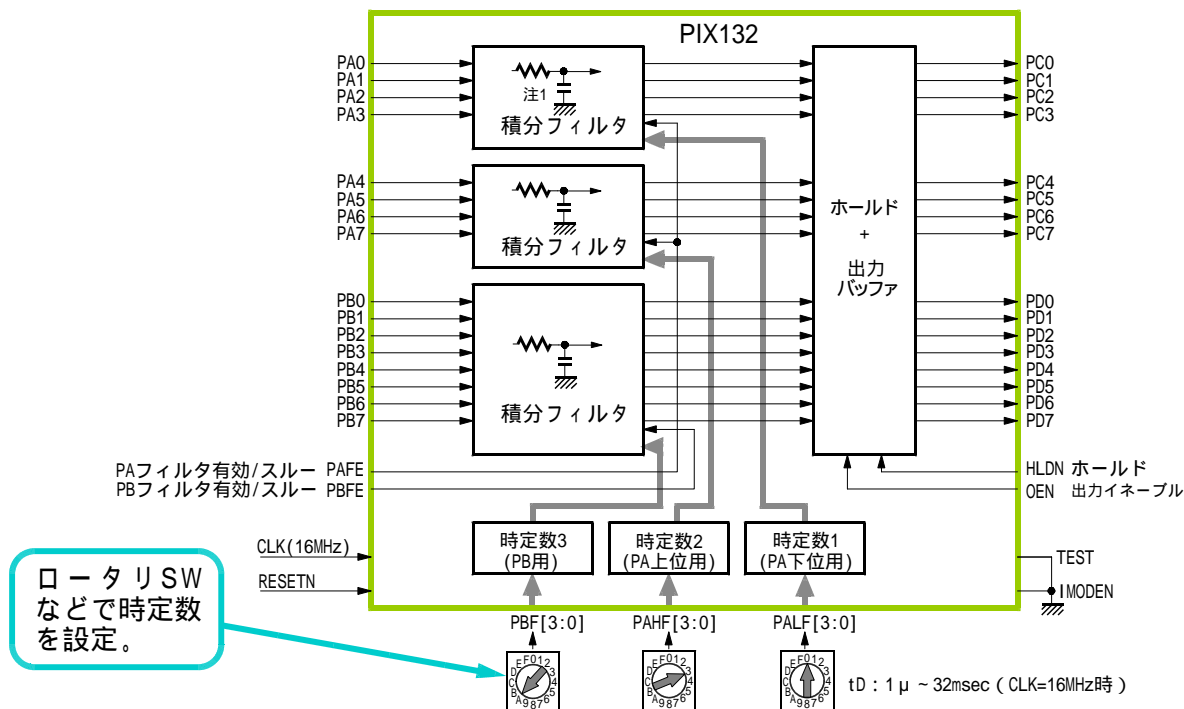 PIX132
PA0
PA1
PA2
PA3
注1
積分フィルタ
PC0
PC1
PC2
PC3
PA4
PA5
PA6
PA7
積分フィルタ
PC4
PC5
PC6
PC7
ホールド
+
出力
バッファ
PB0
PB1
PB2
PB3
PB4
PB5
PB6
PB7
積分フィルタ
PD0
PD1
PD2
PD3
PD4
PD5
PD6
PD7
PAフィルタ有効/スルー PAFE
PBフィルタ有効/スルー PBFE
HLDN ホールド
OEN 出力イネーブル
CLK(16MHz)
RESETN
時定数3
(PB用)
時定数2
(PA上位用)
時定数1
(PA下位用)
TEST
IMODEN
ロータリSW
などで時定数
を設定。
PBF[3:0]
PAHF[3:0]
PALF[3:0]
F0123456789ABCDE
F0123456789ABCDE
F0123456789ABCDE
tD：1μ～32msec（CLK=16MHz時）